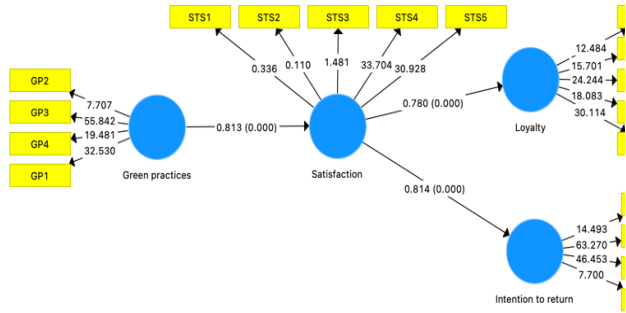 STS1
STS2
STS3
STS4
STS5
0.336
0.110
1.481
33.704
30.928
GP2
GP3
GP4
GP1
7.707
55.842
19.481
32.530
Green practices
0.813 (0.000)
Satisfaction
0.780 (0.000)
0.814 (0.000)
12.484
15.701
24.244
18.083
30.114
Loyalty
14.493
63.270
46.453
7.700
Intention to return